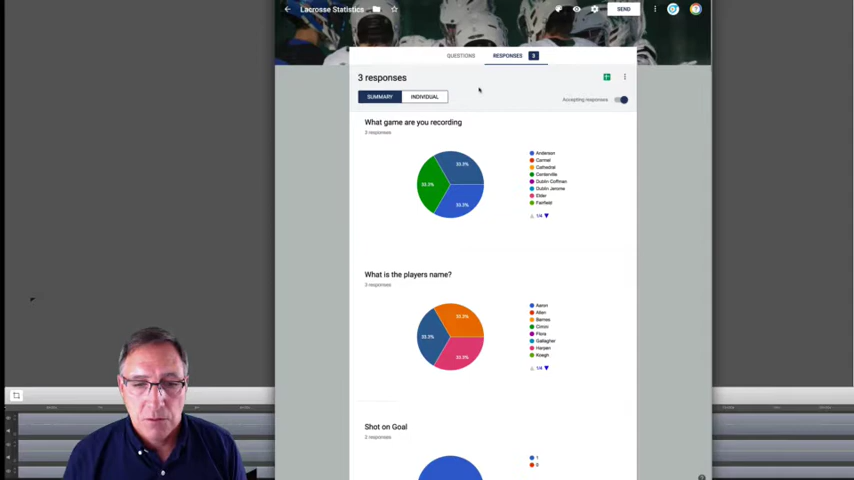 Lacrosse Statistics
SEND
QUESTIONS
RESPONSES 3
3 responses
SUMMARY
INDIVIDUAL
Accepting responses
What game are you recording
3 responses
33.3%
33.3%
33.3%
Anderson
Carmel
Cathedral
Centerville
Dublin Coffman
Dublin Jerome
Elder
Fairfield
1/4
What is the players name?
3 responses
33.3%
33.3%
33.3%
Aaron
Allen
Barnes
Flora
Gallagher
Harpen
Keogh
1/4
Shot on Goal
2 responses
1